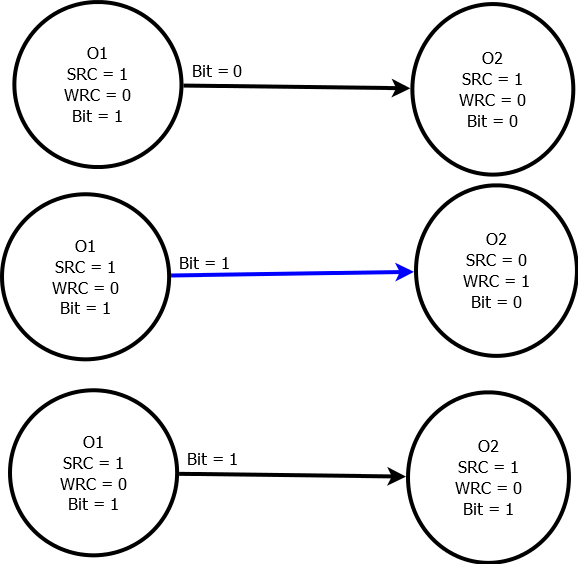 O1
SRC = 1
WRC = 0
Bit = 1
Bit = 0
O2
SRC = 1
WRC = 0
Bit = 0
O1
SRC = 1
WRC = 0
Bit = 1
Bit = 1
O2
SRC = 0
WRC = 1
Bit = 0
O1
SRC = 1
WRC = 0
Bit = 1
Bit = 1
O2
SRC = 1
WRC = 0
Bit = 1